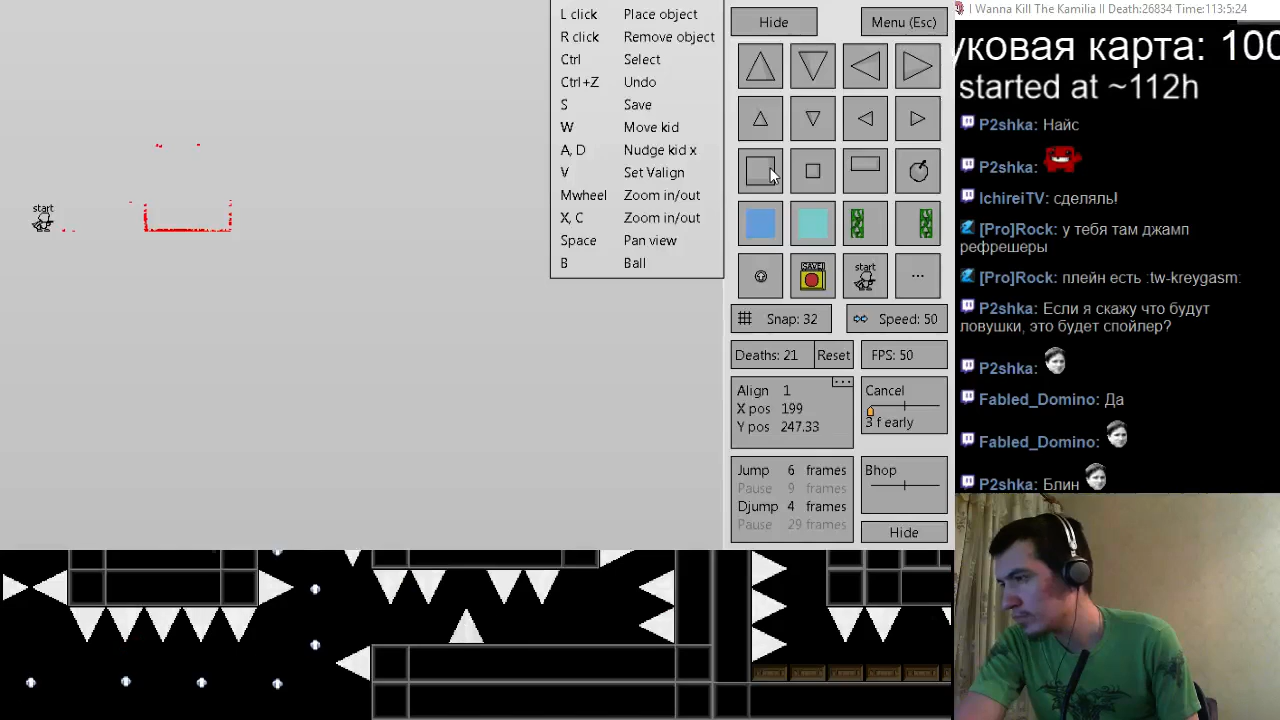 L click Place object
R click Remove object
Ctrl Select
Ctrl+Z Undo
S Save
W Move kid
A, D Nudge kid x
V Set Valign
Mwheel Zoom in/out
X, C Zoom in/out
Space Pan view
B Ball
start
Hide
Menu (Esc)
SAVE!
start
...
Snap: 32
Speed: 50
Deaths: 21
Reset
FPS: 50
Align 1
X pos 199
Y pos 247.33
Cancel
3 f early
Jump 6 frames
Pause 9 frames
Djump 4 frames
Pause 29 frames
Bhop
Hide
I Wanna Kill The Kamilia II Death:26834 Time:113:5:24
уковая карта: 100
started at ~112h
P2shka: Найс
P2shka:
IchireiTV: сделяль!
[Pro]Rock: у тебя там джамп
рефрешеры
[Pro]Rock: плейн есть :tw-kreygasm:
P2shka: Если я скажу что будут
ловушки, это будет спойлер?
P2shka:
Fabled_Domino: Да
Fabled_Domino:
P2shka: Блин